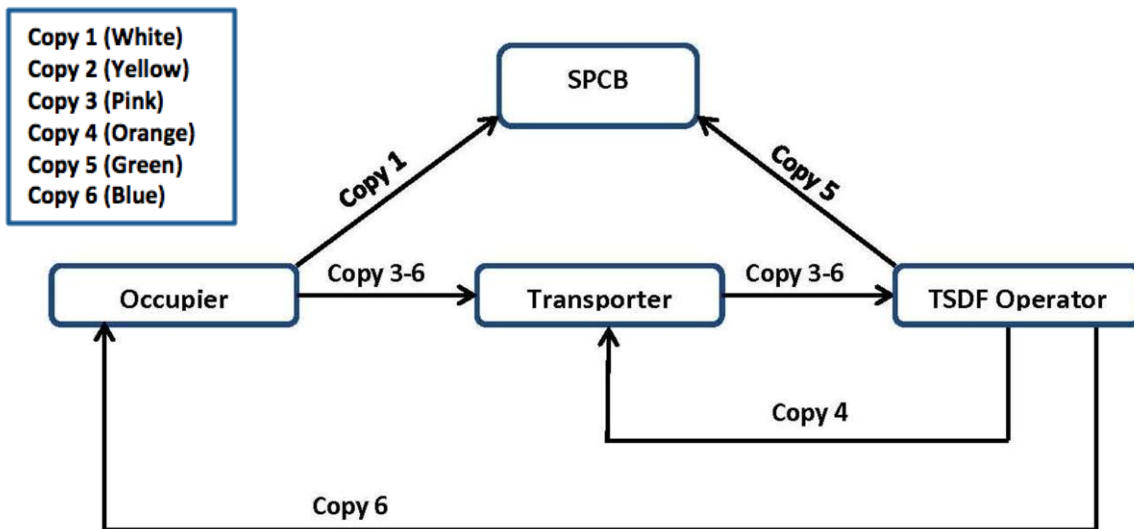 Copy 1 (White)
Copy 2 (Yellow)
Copy 3 (Pink)
Copy 4 (Orange)
Copy 5 (Green)
Copy 6 (Blue)
SPCB
Copy 1
Copy 5
Occupier
Copy 3-6
Transporter
Copy 3-6
TSDF Operator
Copy 4
Copy 6